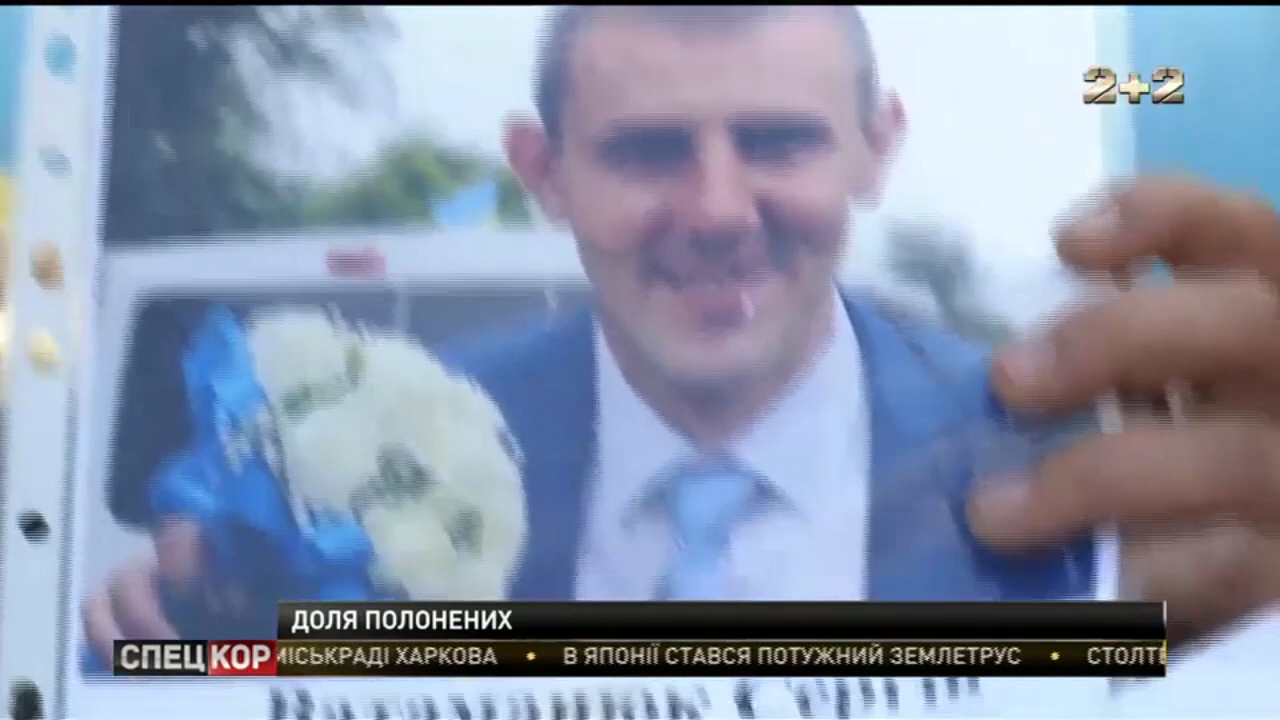 2+2
ДОЛЯ ПОЛОНЕНИХ
СПЕЦКОР
МІСЬКРАДІ ХАРКОВА • В ЯПОНІЇ СТАВСЯ ПОТУЖНИЙ ЗЕМЛЕТРУС •